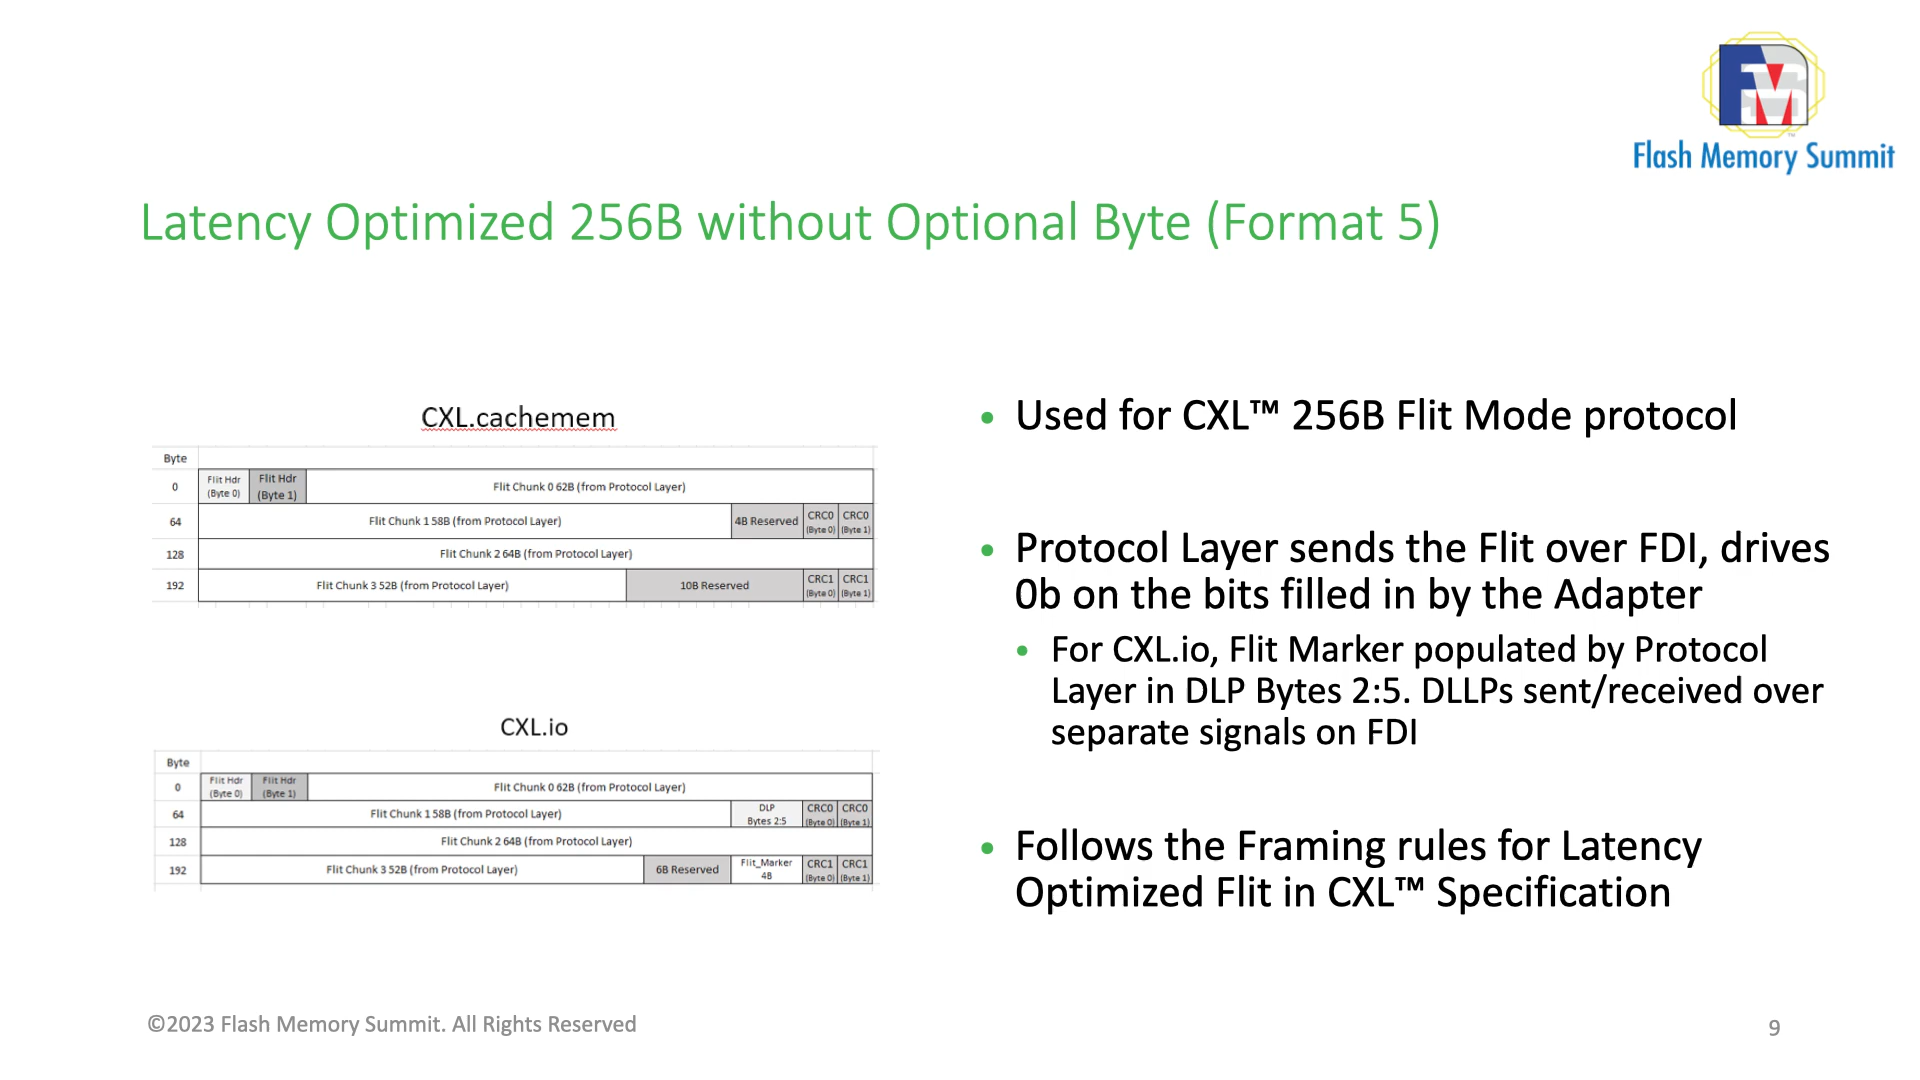 FMS
™
Flash Memory Summit
Latency Optimized 256B without Optional Byte (Format 5)
CXL.cachemem
Byte
0
Flit Hdr
(Byte 0)
Flit Hdr
(Byte 1)
Flit Chunk 0 62B (from Protocol Layer)
64
Flit Chunk 1 58B (from Protocol Layer)
4B Reserved
CRC0
(Byte 0)
CRC0
(Byte 1)
128
Flit Chunk 2 64B (from Protocol Layer)
192
Flit Chunk 3 52B (from Protocol Layer)
10B Reserved
CRC1
(Byte 0)
CRC1
(Byte 1)
CXL.io
Byte
0
Flit Hdr
(Byte 0)
Flit Hdr
(Byte 1)
Flit Chunk 0 62B (from Protocol Layer)
64
Flit Chunk 1 58B (from Protocol Layer)
DLP
Bytes 2:5
CRC0
(Byte 0)
CRC0
(Byte 1)
128
Flit Chunk 2 64B (from Protocol Layer)
192
Flit Chunk 3 52B (from Protocol Layer)
6B Reserved
Flit_Marker
4B
CRC1
(Byte 0)
CRC1
(Byte 1)
• Used for CXL™ 256B Flit Mode protocol
• Protocol Layer sends the Flit over FDI, drives
0b on the bits filled in by the Adapter
• For CXL.io, Flit Marker populated by Protocol
Layer in DLP Bytes 2:5. DLLPs sent/received over
separate signals on FDI
• Follows the Framing rules for Latency
Optimized Flit in CXL™ Specification
©2023 Flash Memory Summit. All Rights Reserved
9